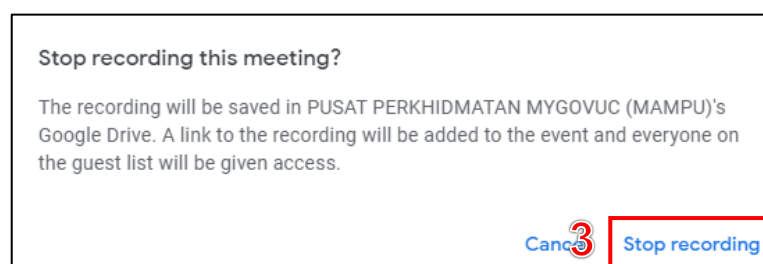 Stop recording this meeting?
The recording will be saved in PUSAT PERKHIDMATAN MYGOVUC (MAMPU)'s
Google Drive. A link to the recording will be added to the event and everyone on
the guest list will be given access.
Cancel 3 Stop recording